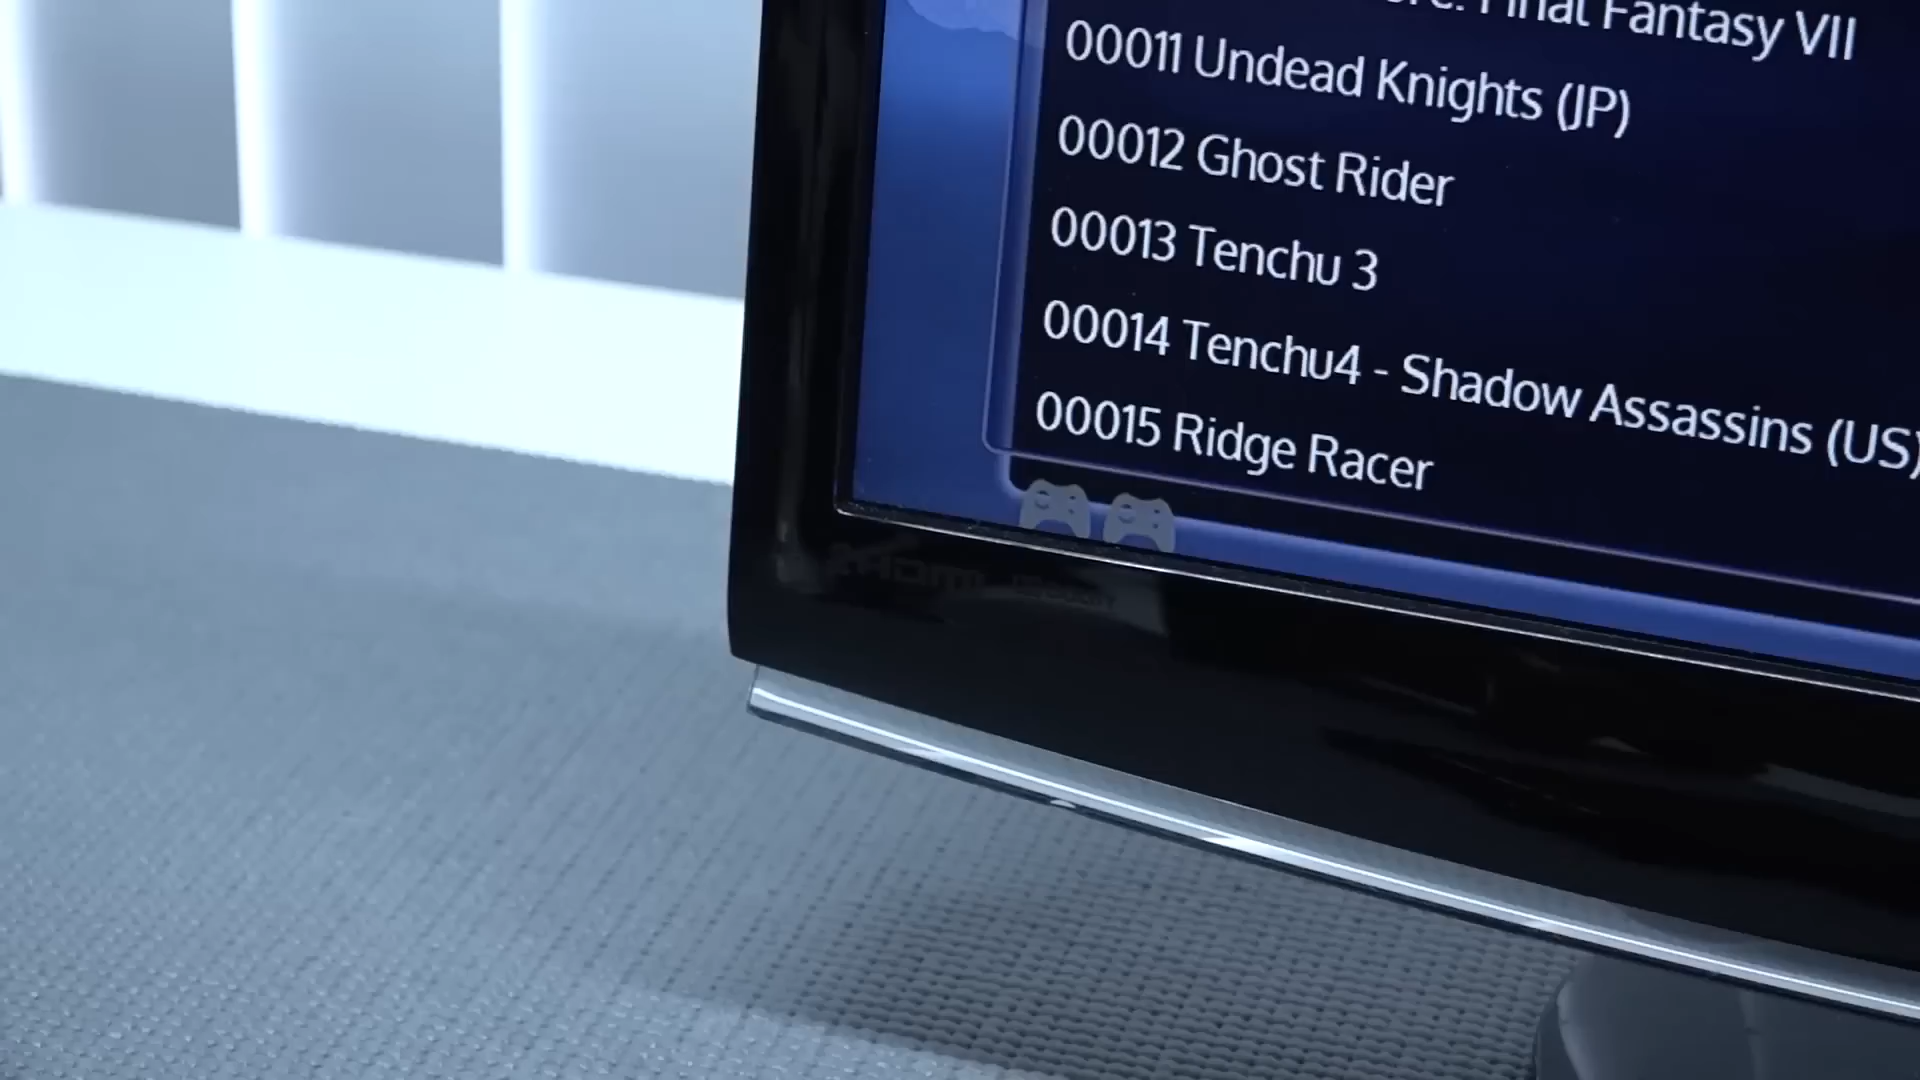 Final Fantasy VII
00011 Undead Knights (JP)
00012 Ghost Rider
00013 Tenchu 3
00014 Tenchu4 - Shadow Assassins (US)
00015 Ridge Racer
HDMI